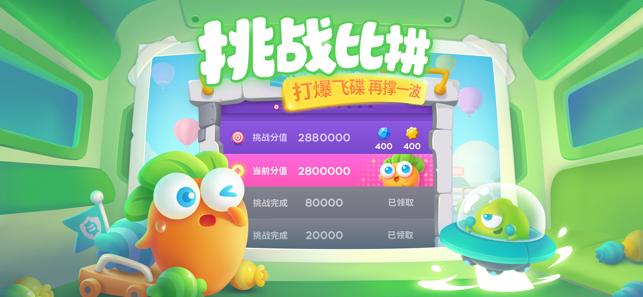 挑战比拼
打爆飞碟 再撑一波
挑战分值 2880000
400 400
当前分值 2800000
挑战完成 80000 已领取
挑战完成 20000 已领取